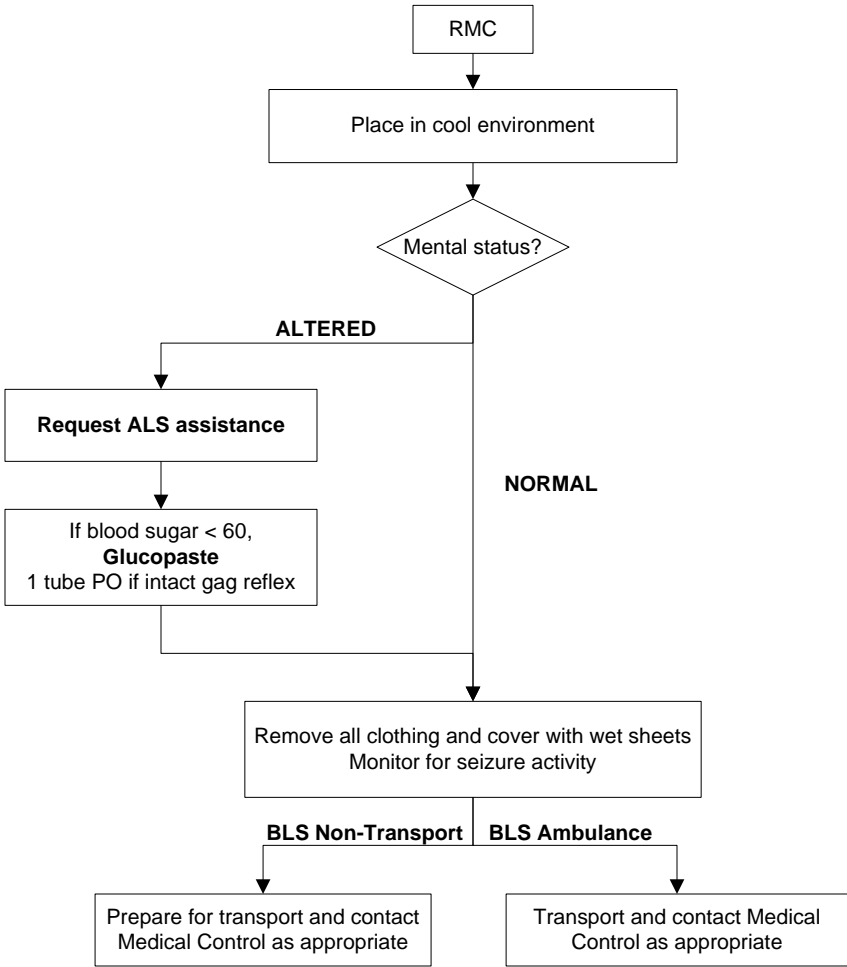 RMC
Place in cool environment
Mental status?
ALTERED
Request ALS assistance
NORMAL
If blood sugar < 60,
Glucopaste
1 tube PO if intact gag reflex
Remove all clothing and cover with wet sheets
Monitor for seizure activity
BLS Non-Transport
BLS Ambulance
Prepare for transport and contact
Medical Control as appropriate
Transport and contact Medical
Control as appropriate